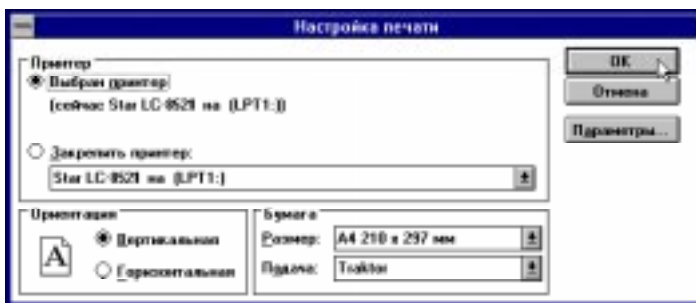 Настройка печати
Принтер
Выбран принтер
(сейчас Star LC-8521 на (LPT1:))
Закрепить принтер:
Star LC-8521 на (LPT1:)
OK
Отмена
Параметры...
Ориентация
A
Вертикальная
Горизонтальная
Бумага
Размер: A4 210 x 297 мм
Подача: Traktor